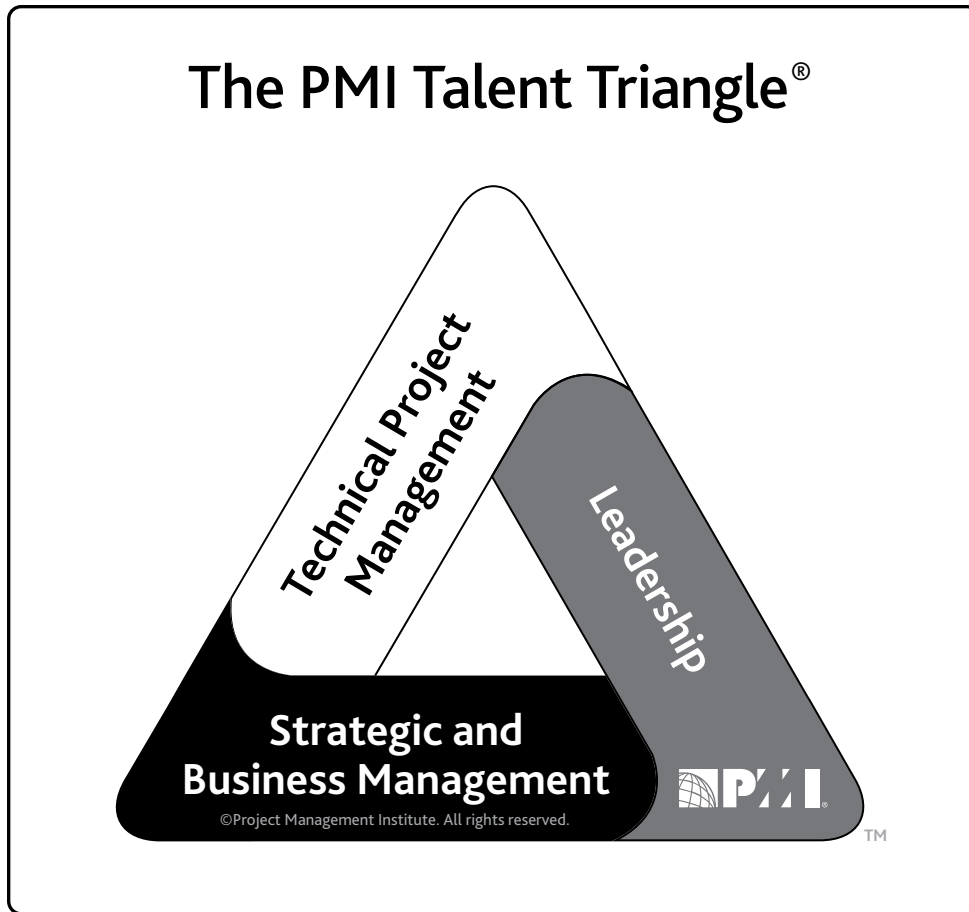 The PMI Talent Triangle®
Technical Project
Management
Leadership
Strategic and
Business Management
©Project Management Institute. All rights reserved.
PMI®
TM